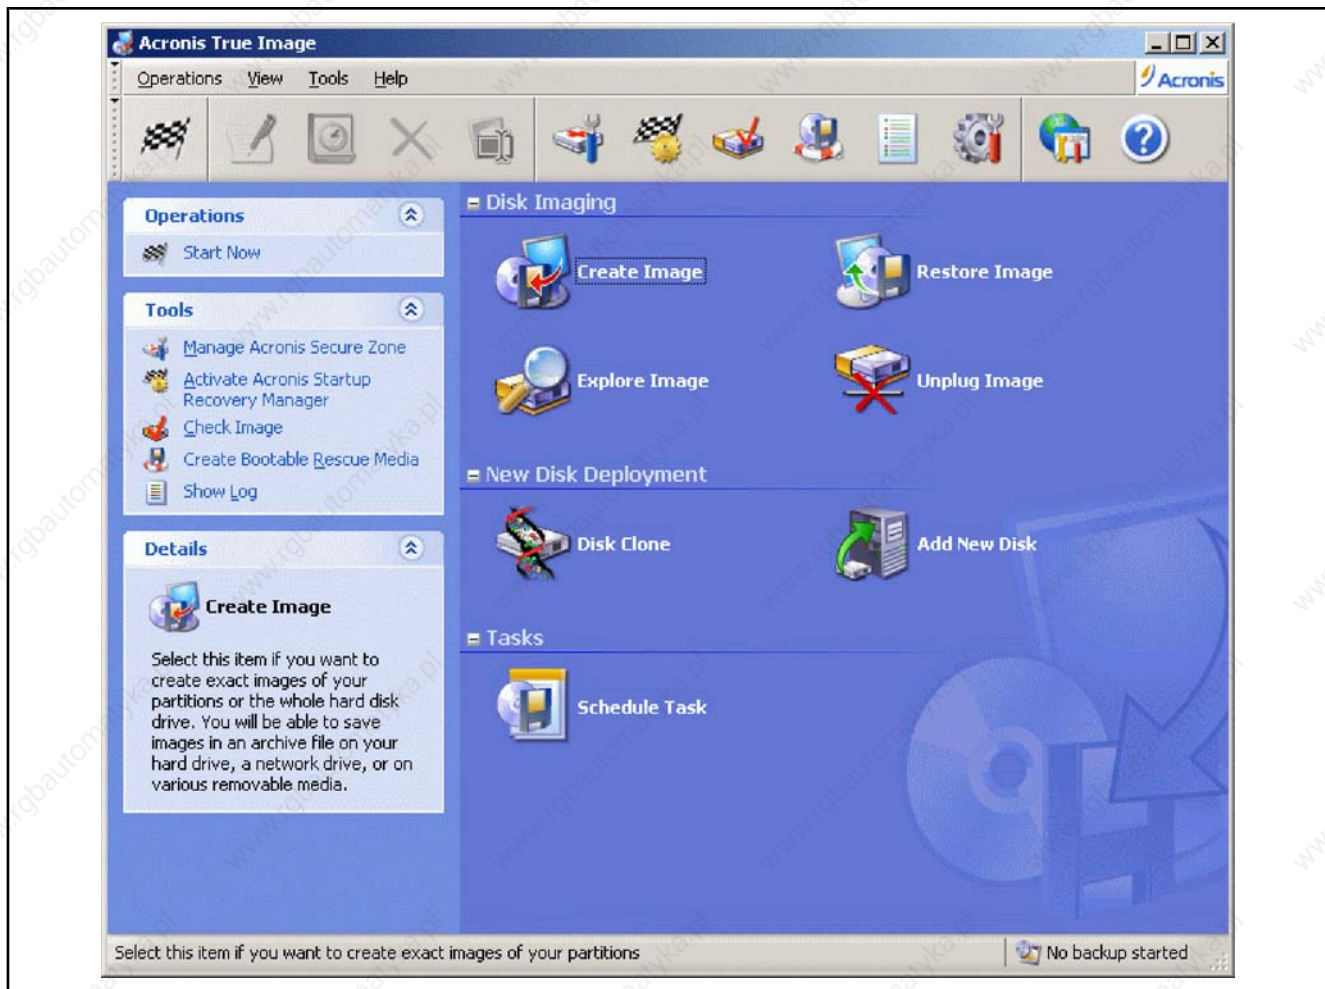 Acronis True Image
Operations View Tools Help
Acronis
Operations
Start Now
Tools
Manage Acronis Secure Zone
Activate Acronis Startup
Recovery Manager
Check Image
Create Bootable Rescue Media
Show Log
Details
Create Image
Select this item if you want to
create exact images of your
partitions or the whole hard disk
drive. You will be able to save
images in an archive file on your
hard drive, a network drive, or on
various removable media.
Disk Imaging
Create Image
Restore Image
Explore Image
Unplug Image
New Disk Deployment
Disk Clone
Add New Disk
Tasks
Schedule Task
Select this item if you want to create exact images of your partitions
No backup started
www.rgbautomatyka.pl